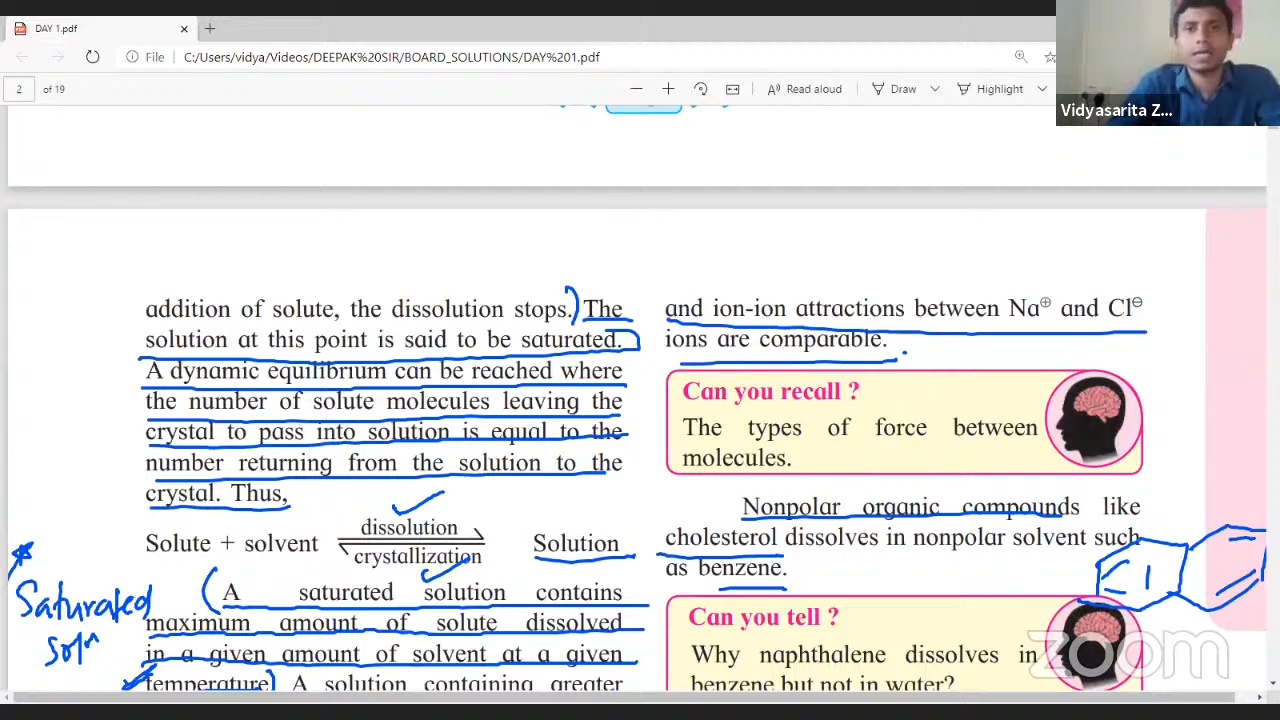 DAY 1.pdf
File
C:/Users/vidya/Videos/DEEPAK%20SIR/BOARD_SOLUTIONS/DAY%201.pdf
2 of 19
Read aloud
Draw
Highlight
Vidyasarita Z...
addition of solute, the dissolution stops.) The
solution at this point is said to be saturated.
A dynamic equilibrium can be reached where
the number of solute molecules leaving the
crystal to pass into solution is equal to the
number returning from the solution to the
crystal. Thus,
dissolution
Solute + solvent ⇌ Solution
crystallization
(A saturated solution contains
maximum amount of solute dissolved
in a given amount of solvent at a given
temperature) A solution containing greater
Saturated
soln
and ion-ion attractions between Na⊕ and Cl⊖
ions are comparable.
Can you recall ?
The types of force between
molecules.
Nonpolar organic compounds like
cholesterol dissolves in nonpolar solvent such
as benzene.
Can you tell ?
Why naphthalene dissolves in
benzene but not in water?
zoom